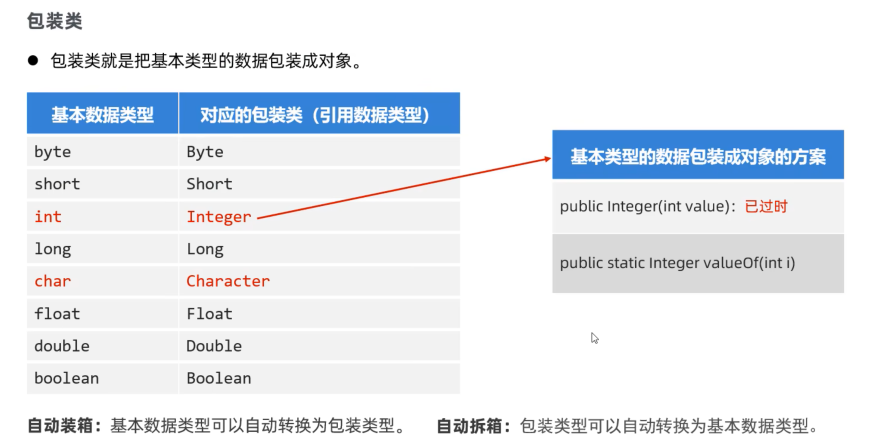 包装类
● 包装类就是把基本类型的数据包装成对象。
基本数据类型 对应的包装类（引用数据类型）
byte Byte
short Short
int Integer
long Long
char Character
float Float
double Double
boolean Boolean
基本类型的数据包装成对象的方案
public Integer(int value)：已过时
public static Integer valueOf(int i)
自动装箱：基本数据类型可以自动转换为包装类型。 自动拆箱：包装类型可以自动转换为基本数据类型。